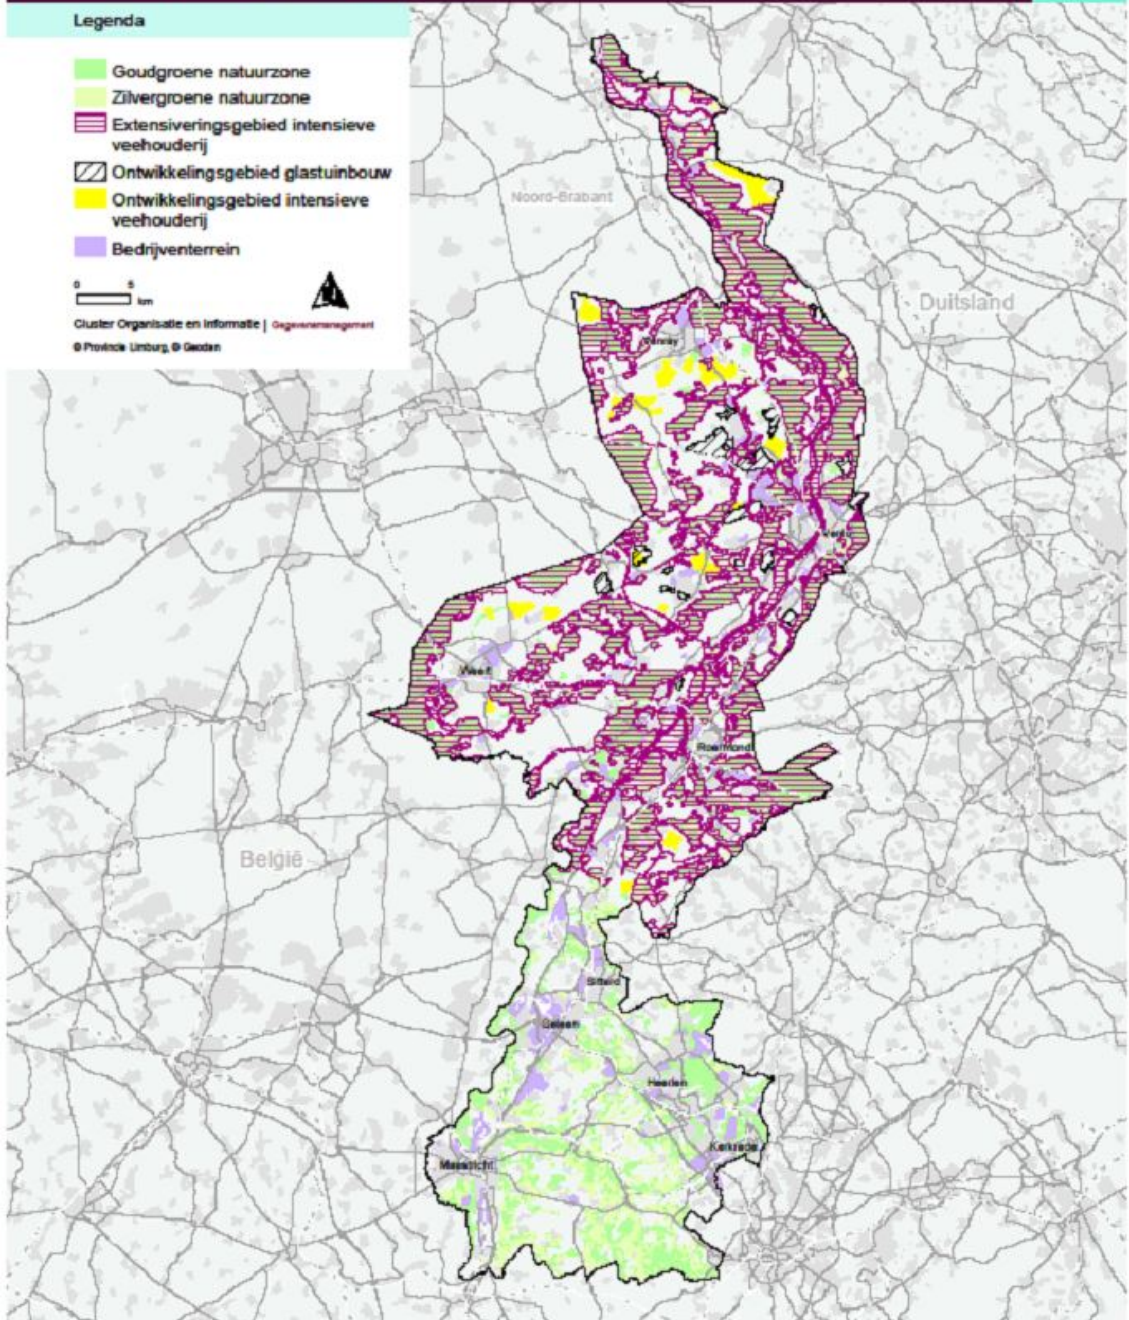 Legenda
Goudgroene natuurzone
Zilvergroene natuurzone
Extensiveringsgebied intensieve
veehouderij
Ontwikkelingsgebied glastuinbouw
Ontwikkelingsgebied intensieve
veehouderij
Bedrijventerrein
0 5
km
Cluster Organisatie en Informatie | Gegevensmanagement
© Provincie Limburg, © Geodan
Noord-Brabant
Duitsland
Venray
Venlo
Weert
Roermond
België
Sittard
Geleen
Heerlen
Kerkrade
Maastricht